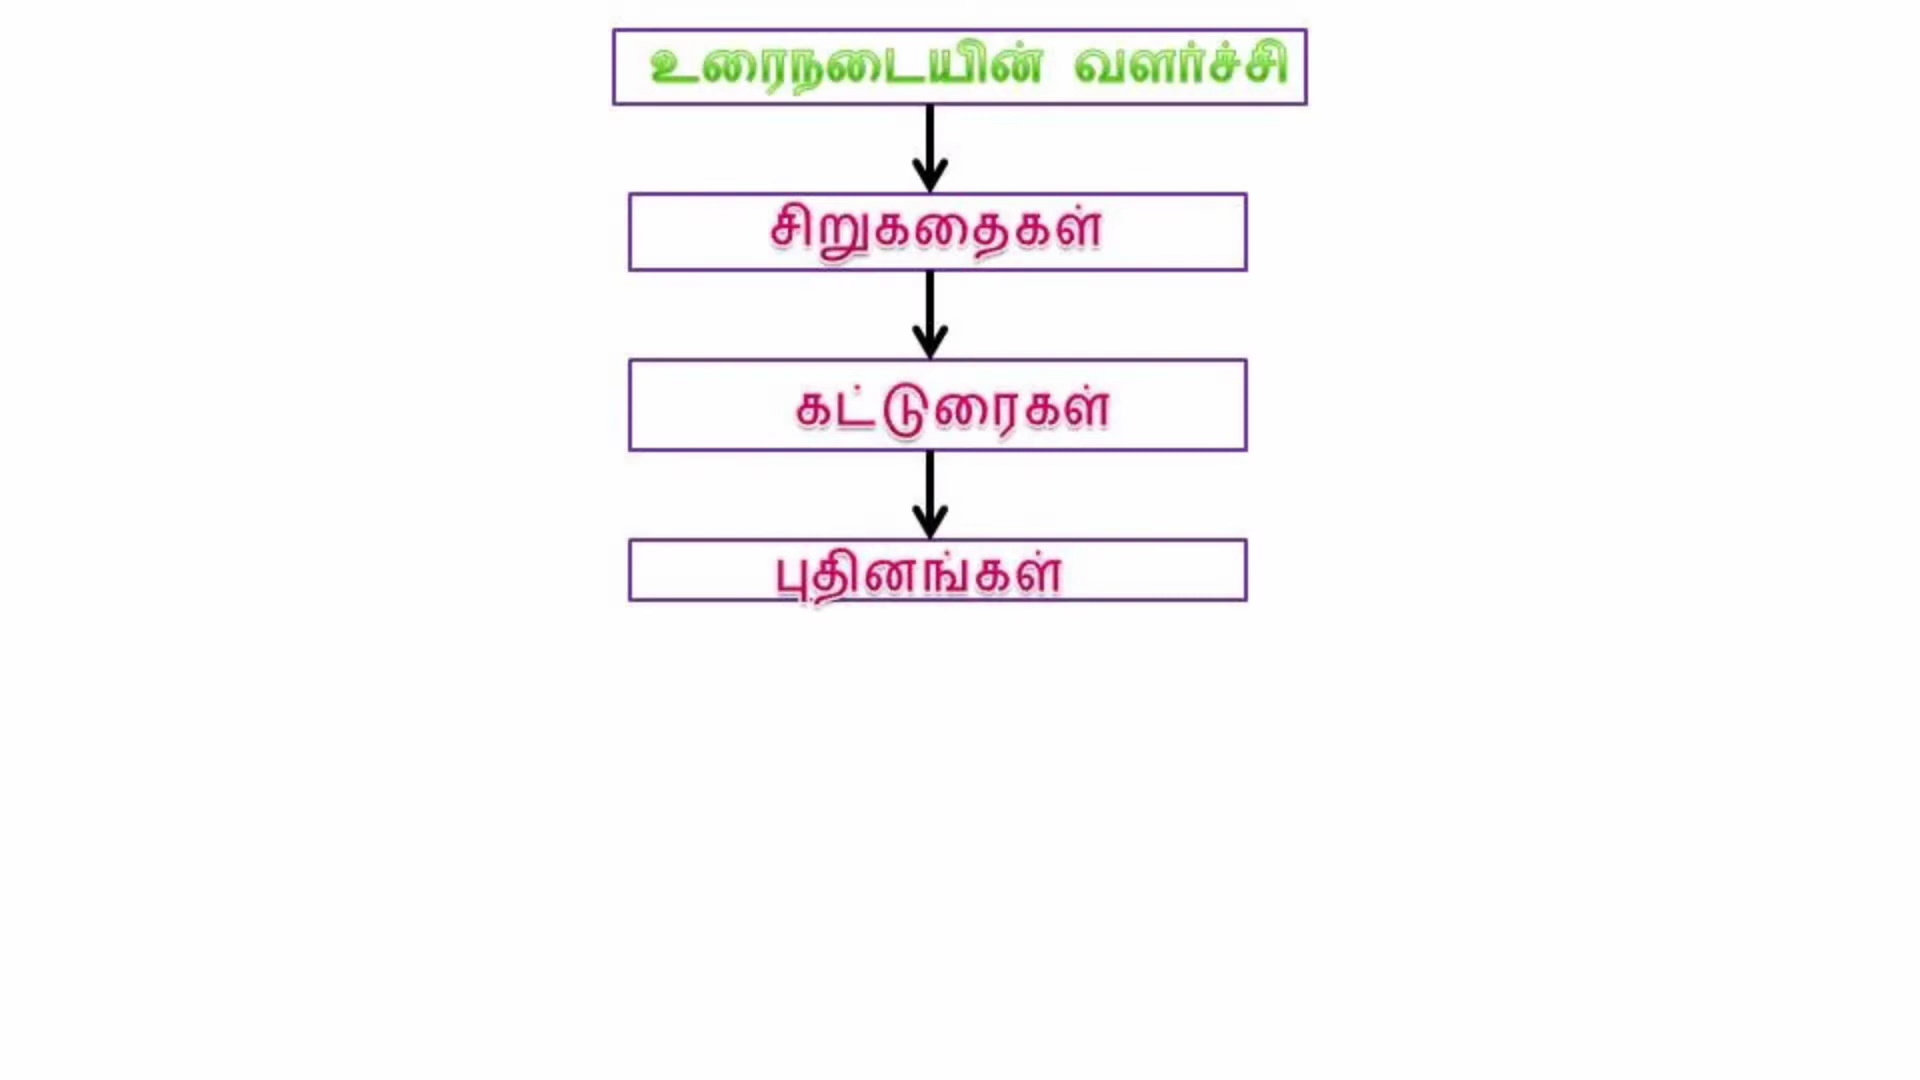 உரைநடையின் வளர்ச்சி
சிறுகதைகள்
கட்டுரைகள்
புதினங்கள்